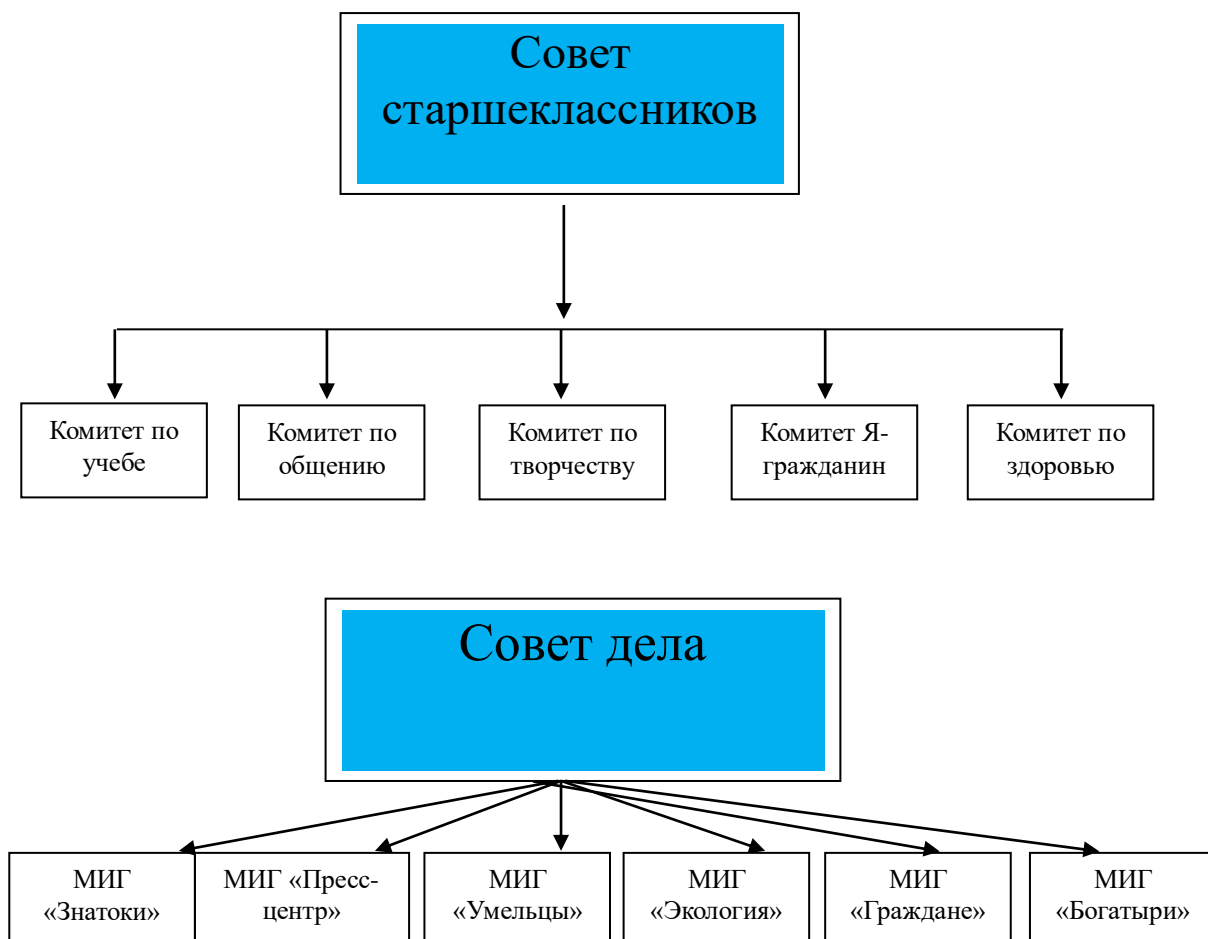 Совет
старшеклассников
Комитет по
учебе
Комитет по
общению
Комитет по
творчеству
Комитет Я-
гражданин
Комитет по
здоровью
Совет дела
МИГ
«Знатоки»
МИГ «Пресс-
центр»
МИГ
«Умельцы»
МИГ
«Экология»
МИГ
«Граждане»
МИГ
«Богатыри»